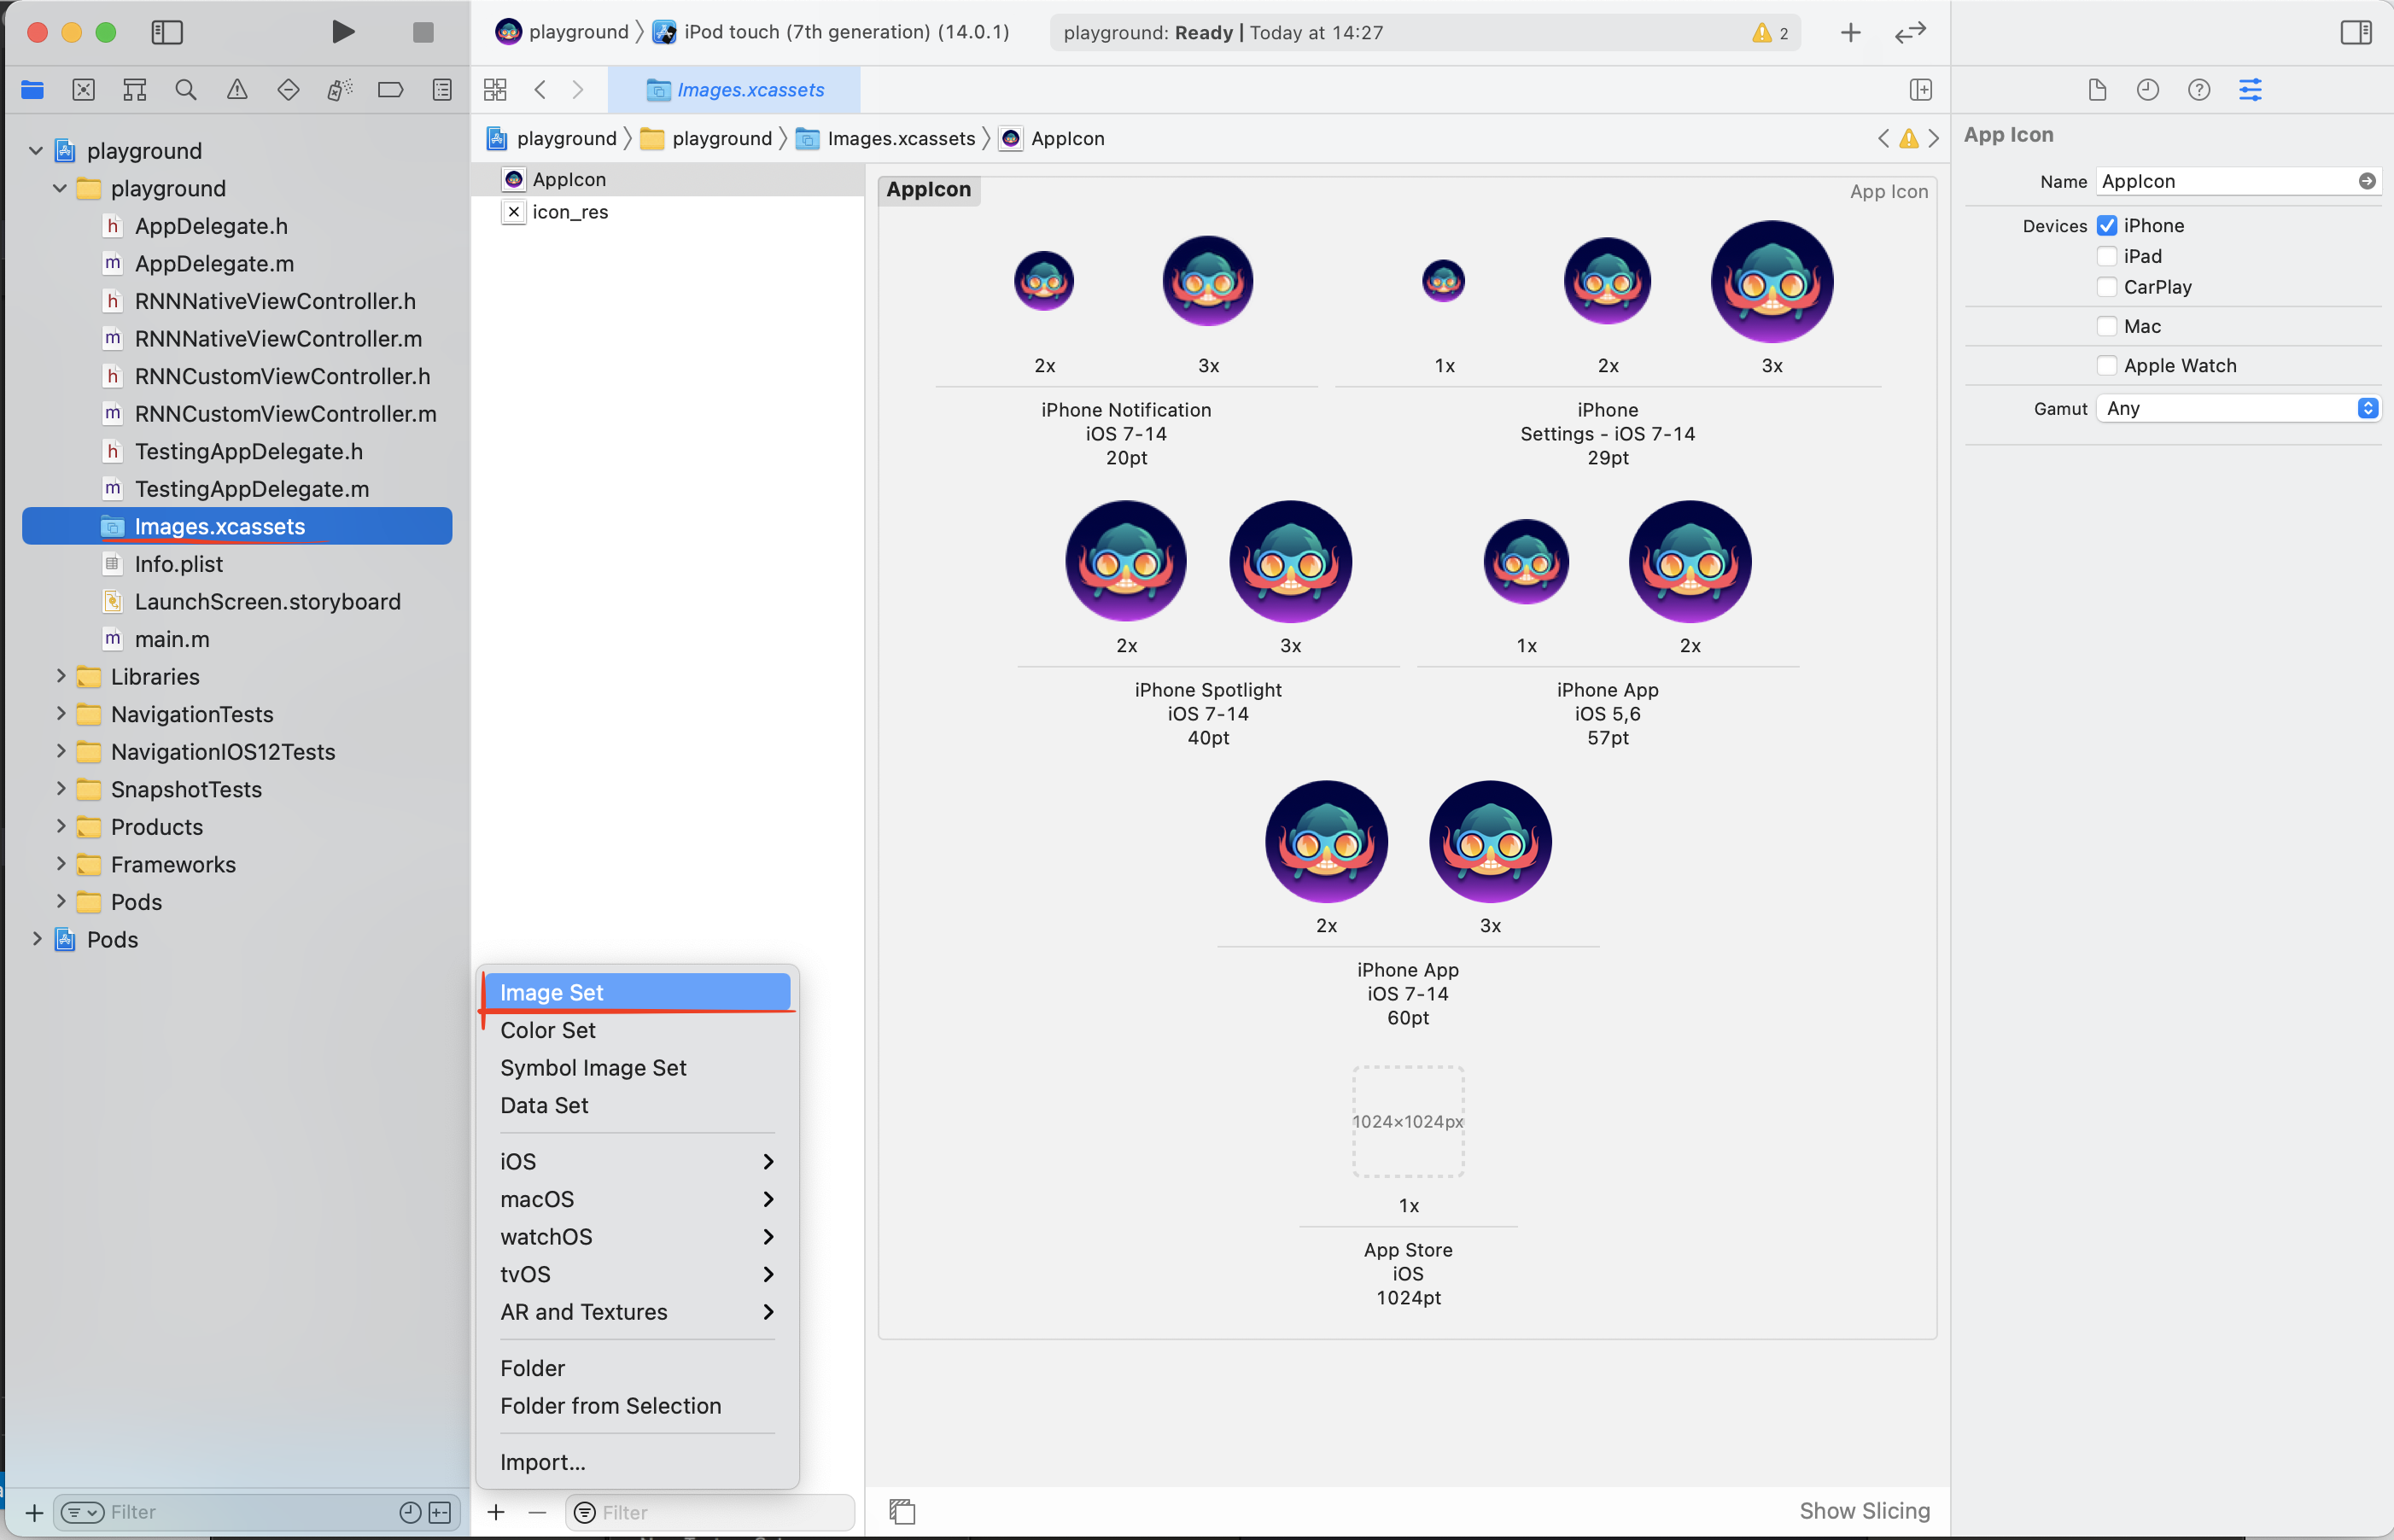 playground
iPod touch (7th generation) (14.0.1)
playground: Ready | Today at 14:27
2
Images.xcassets
playground
playground
Images.xcassets
AppIcon
playground
playground
h AppDelegate.h
m AppDelegate.m
h RNNNativeViewController.h
m RNNNativeViewController.m
h RNNCustomViewController.h
m RNNCustomViewController.m
h TestingAppDelegate.h
m TestingAppDelegate.m
Images.xcassets
Info.plist
LaunchScreen.storyboard
m main.m
Libraries
NavigationTests
NavigationIOS12Tests
SnapshotTests
Products
Frameworks
Pods
Pods
Filter
AppIcon
icon_res
Image Set
Color Set
Symbol Image Set
Data Set
iOS
macOS
watchOS
tvOS
AR and Textures
Folder
Folder from Selection
Import...
Filter
AppIcon
App Icon
2x 3x
iPhone Notification
iOS 7-14
20pt
1x 2x 3x
iPhone
Settings - iOS 7-14
29pt
2x 3x
iPhone Spotlight
iOS 7-14
40pt
1x 2x
iPhone App
iOS 5,6
57pt
2x 3x
iPhone App
iOS 7-14
60pt
1024×1024px
1x
App Store
iOS
1024pt
Show Slicing
App Icon
Name AppIcon
Devices iPhone
iPad
CarPlay
Mac
Apple Watch
Gamut Any